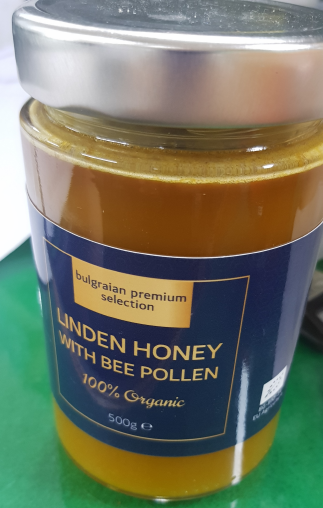 bulgraian premium
selection
LINDEN HONEY
WITH BEE POLLEN
100% Organic
500g ℮